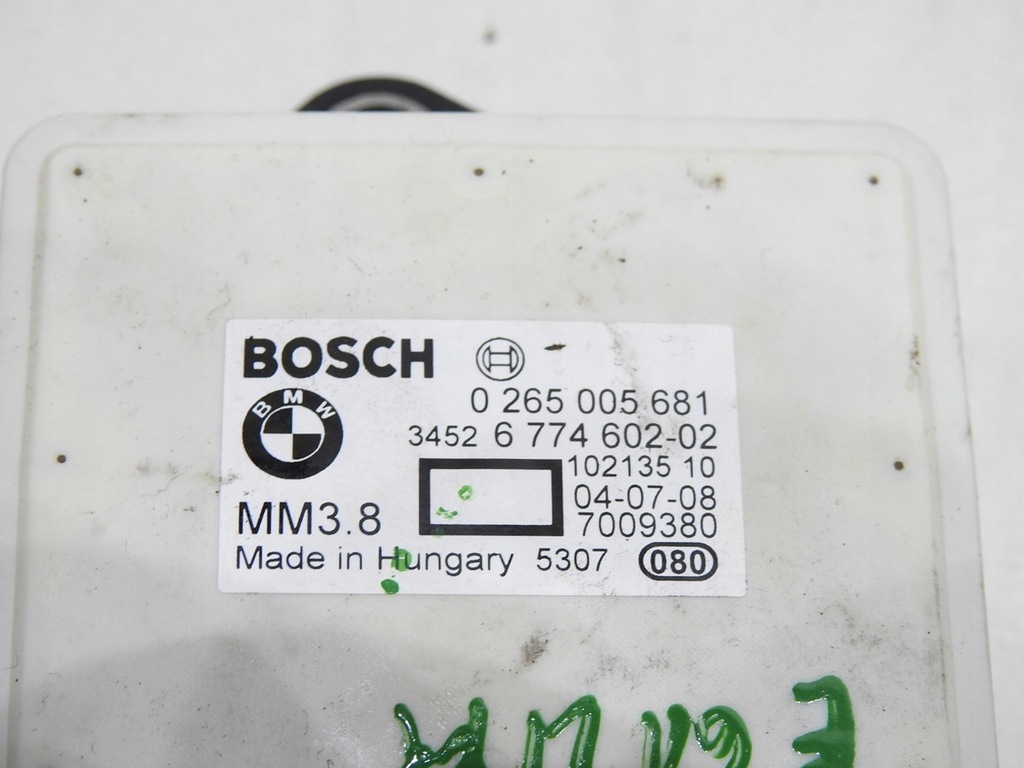 BOSCH
0 265 005 681
BMW
3452 6 774 602-02
102135 10
04-07-08
MM3.8
7009380
Made in Hungary 5307 080